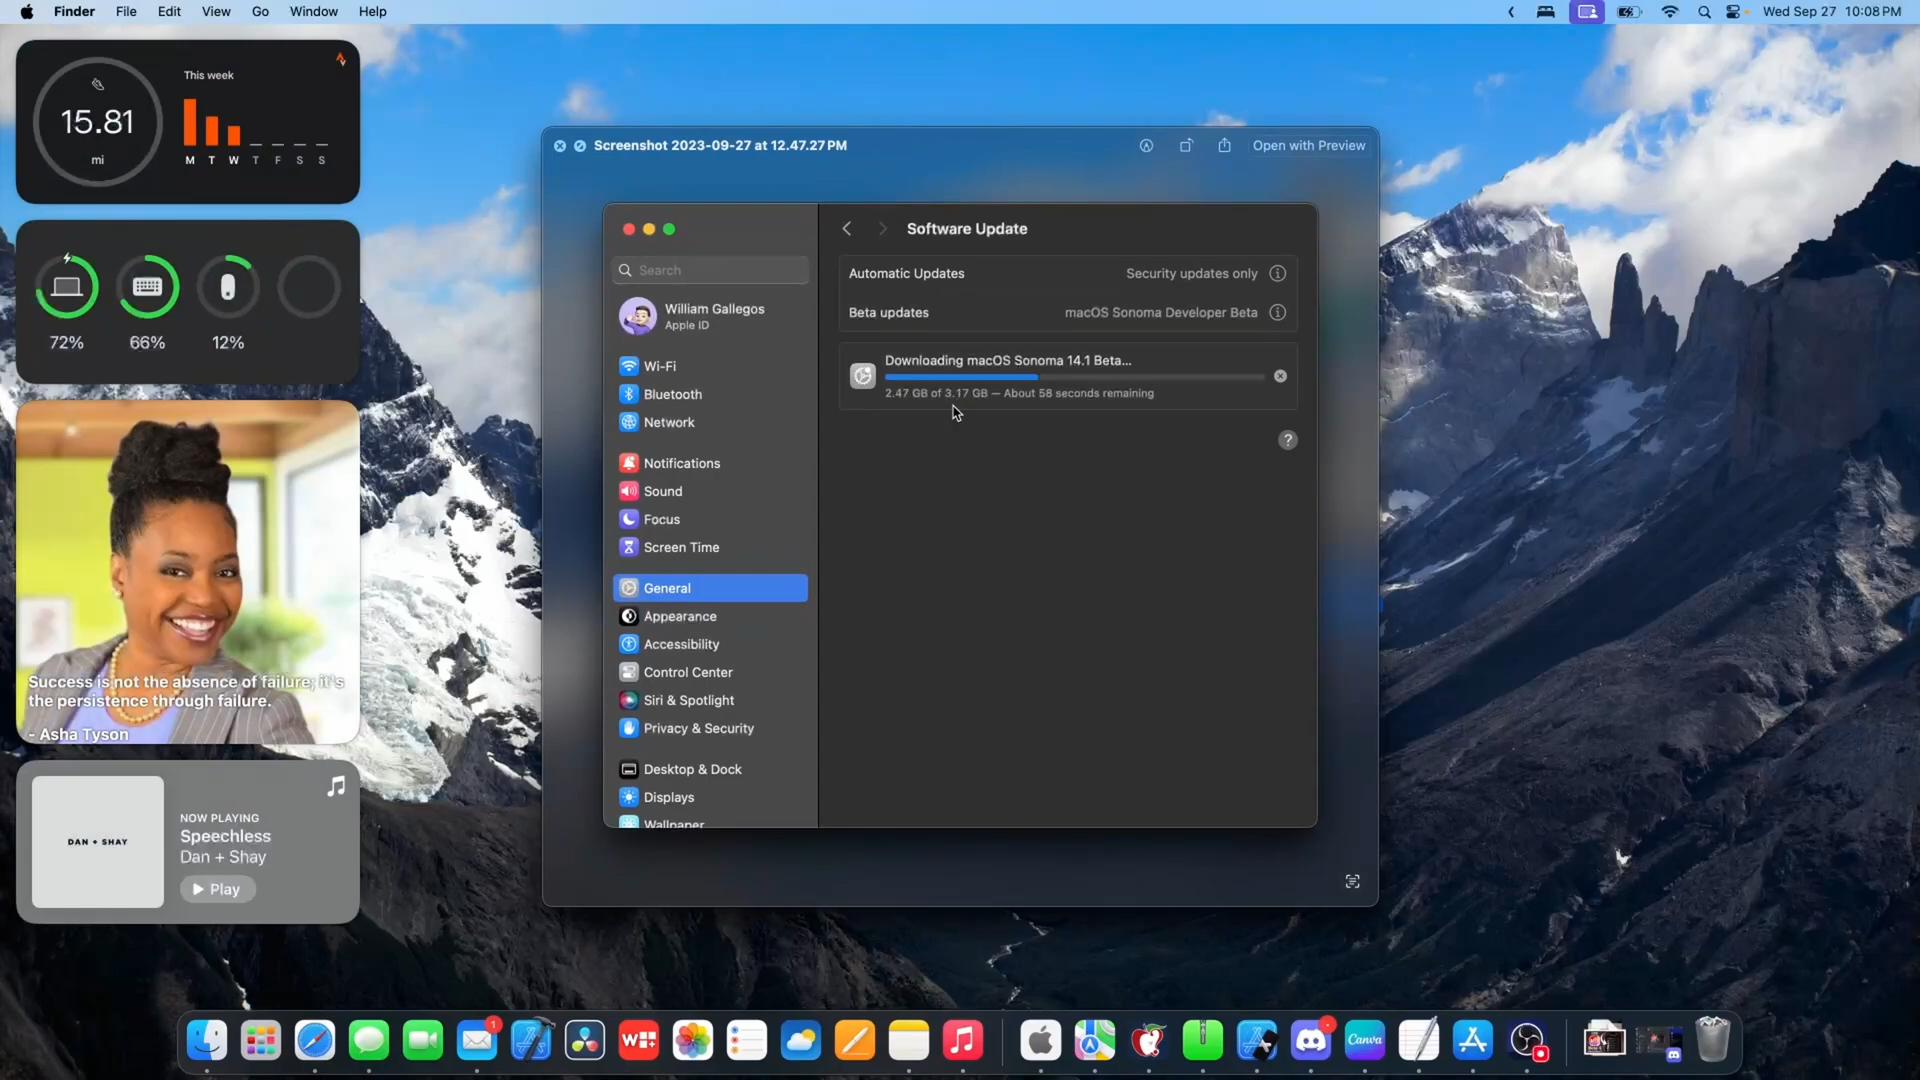 Finder File Edit View Go Window Help
Wed Sep 27 10:08 PM
This week
15.81
mi
M T W T F S S
72% 66% 12%
Success is not the absence of failure; it's
the persistence through failure.
- Asha Tyson
DAN + SHAY
NOW PLAYING
Speechless
Dan + Shay
Play
Screenshot 2023-09-27 at 12.47.27 PM
Open with Preview
Search
William Gallegos
Apple ID
Wi-Fi
Bluetooth
Network
Notifications
Sound
Focus
Screen Time
General
Appearance
Accessibility
Control Center
Siri & Spotlight
Privacy & Security
Desktop & Dock
Displays
Wallpaper
Software Update
Automatic Updates
Security updates only
Beta updates
macOS Sonoma Developer Beta
Downloading macOS Sonoma 14.1 Beta...
2.47 GB of 3.17 GB — About 58 seconds remaining
?
1
Canva